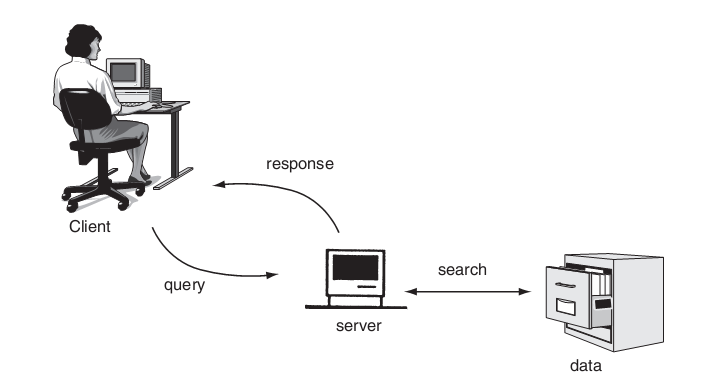 response
Client
query
search
server
data